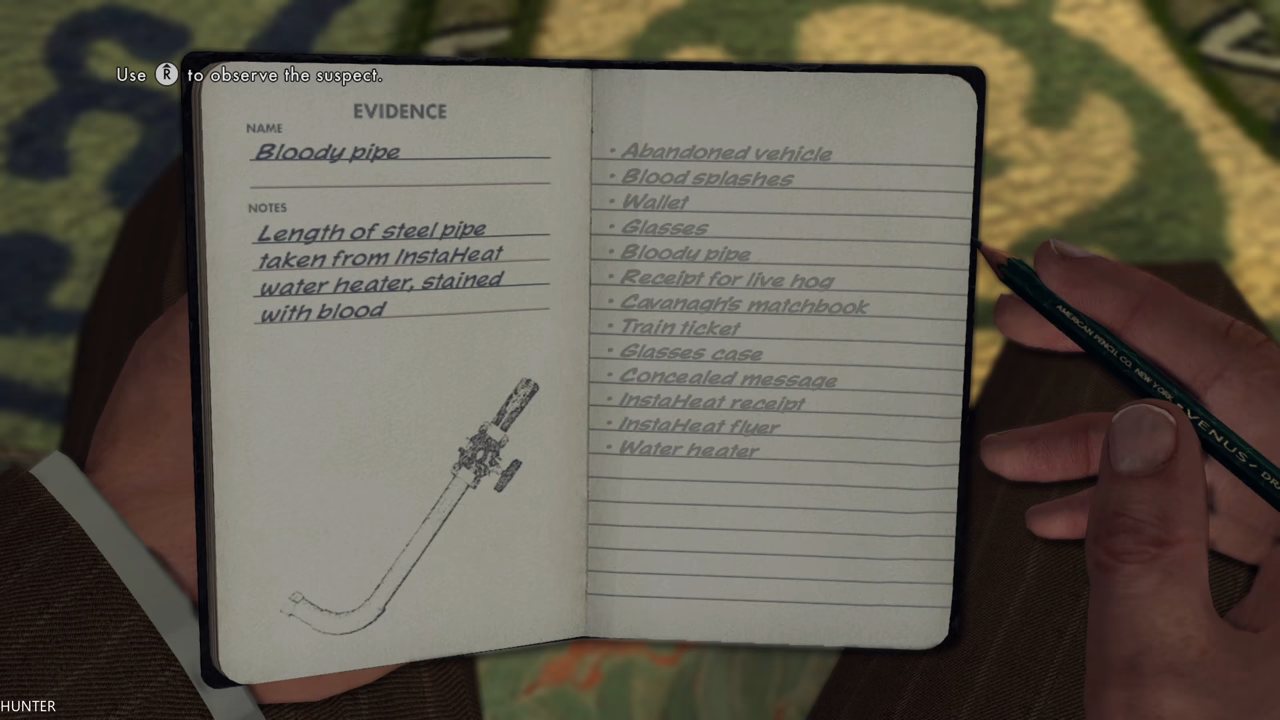 Use R to observe the suspect.
EVIDENCE
NAME
Bloody pipe
NOTES
Length of steel pipe
taken from InstaHeat
water heater, stained
with blood
• Abandoned vehicle
• Blood splashes
• Wallet
• Glasses
• Bloody pipe
• Receipt for live hog
• Cavanagh's matchbook
• Train ticket
• Glasses case
• Concealed message
• InstaHeat receipt
• InstaHeat flyer
• Water heater
AMERICAN PENCIL CO. NEW YORK VENUS / DRA
HUNTER